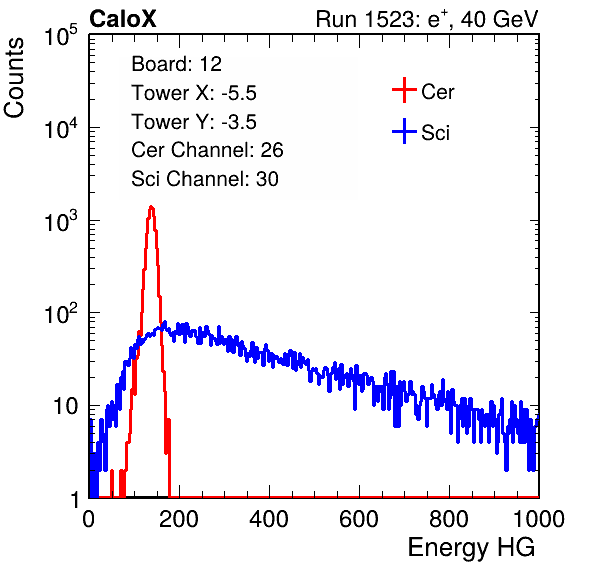 CaloX Run 1523: e⁺, 40 GeV
Counts
Board: 12
Tower X: -5.5
Tower Y: -3.5
Cer Channel: 26
Sci Channel: 30
Cer
Sci
10⁵
10⁴
10³
10²
10
1
0 200 400 600 800 1000
Energy HG